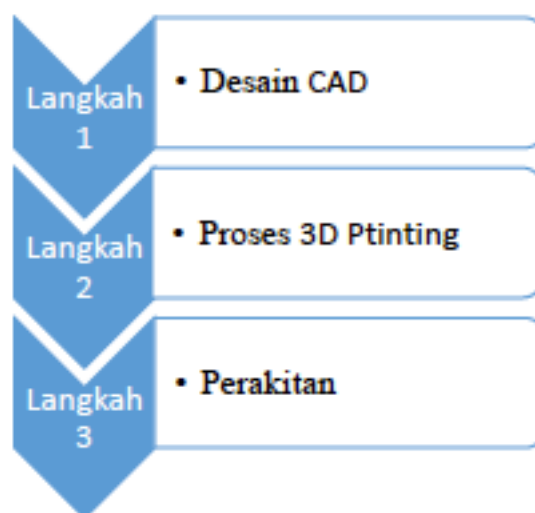 Langkah
1
• Desain CAD
Langkah
2
• Proses 3D Ptinting
Langkah
3
• Perakitan